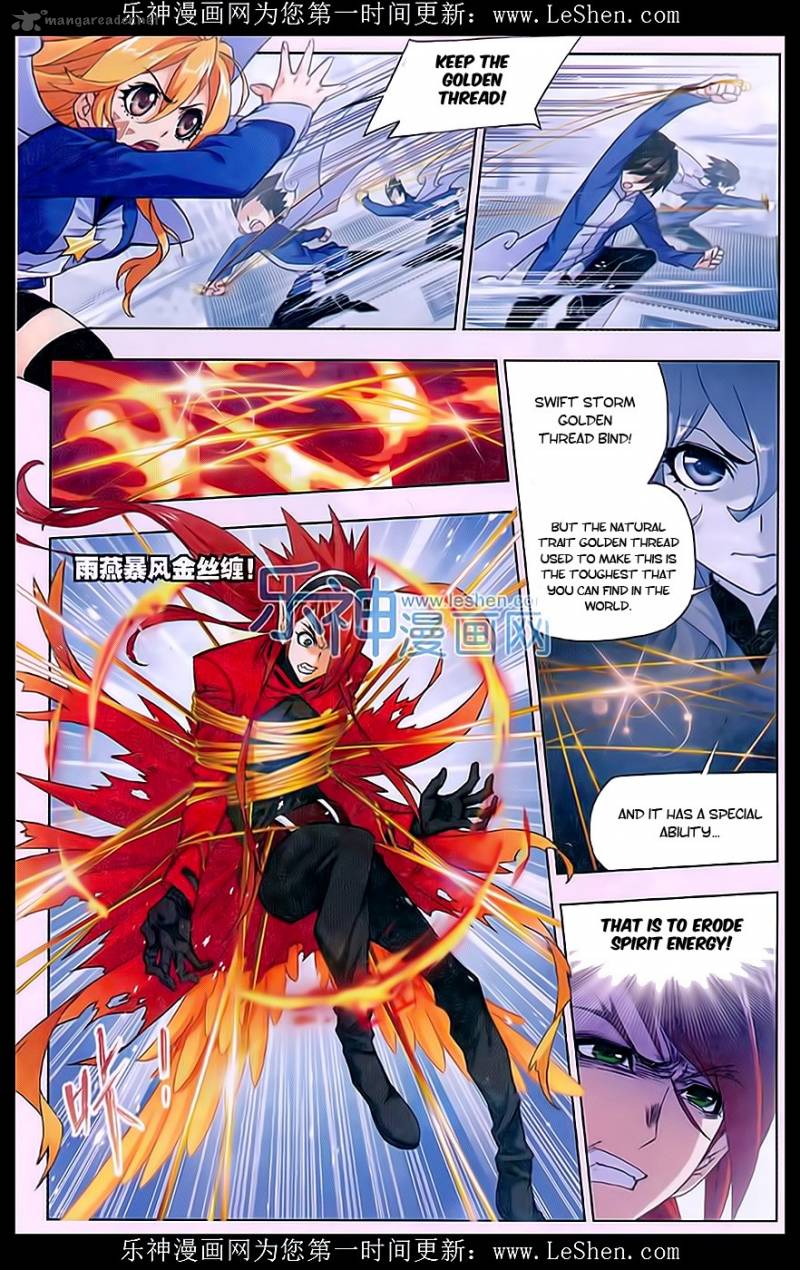 乐神漫画网为您第一时间更新：www.LeShen.com
mangareader.net
KEEP THE
GOLDEN
THREAD!
SWIFT STORM
GOLDEN
THREAD BIND!
BUT THE NATURAL
TRAIT GOLDEN THREAD
USED TO MAKE THIS IS
THE TOUGHEST THAT
YOU CAN FIND IN THE
WORLD.
雨燕暴风金丝缠！
www.leshen.com
乐神漫画网
AND IT HAS A SPECIAL
ABILITY...
THAT IS TO ERODE
SPIRIT ENERGY!
咔！
乐神漫画网为您第一时间更新：www.LeShen.com